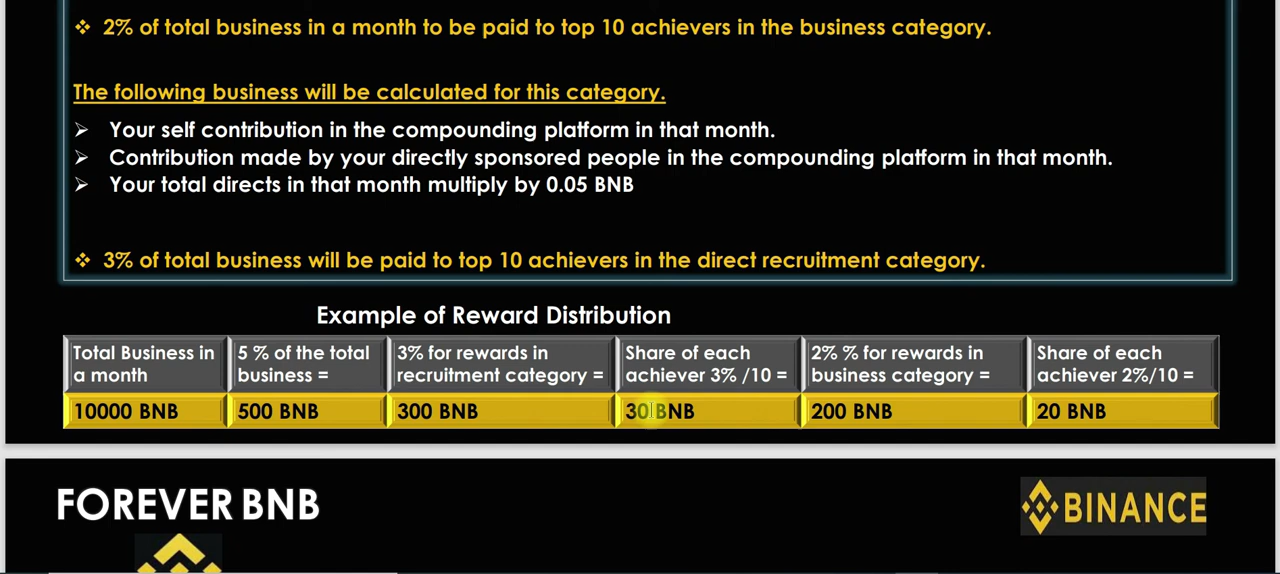 ❖ 2% of total business in a month to be paid to top 10 achievers in the business category.
The following business will be calculated for this category.
➢ Your self contribution in the compounding platform in that month.
➢ Contribution made by your directly sponsored people in the compounding platform in that month.
➢ Your total directs in that month multiply by 0.05 BNB
❖ 3% of total business will be paid to top 10 achievers in the direct recruitment category.
Example of Reward Distribution
Total Business in a month | 5 % of the total business = | 3% for rewards in recruitment category = | Share of each achiever 3% /10 = | 2% % for rewards in business category = | Share of each achiever 2%/10 =
10000 BNB | 500 BNB | 300 BNB | 30 BNB | 200 BNB | 20 BNB
FOREVER BNB
BINANCE